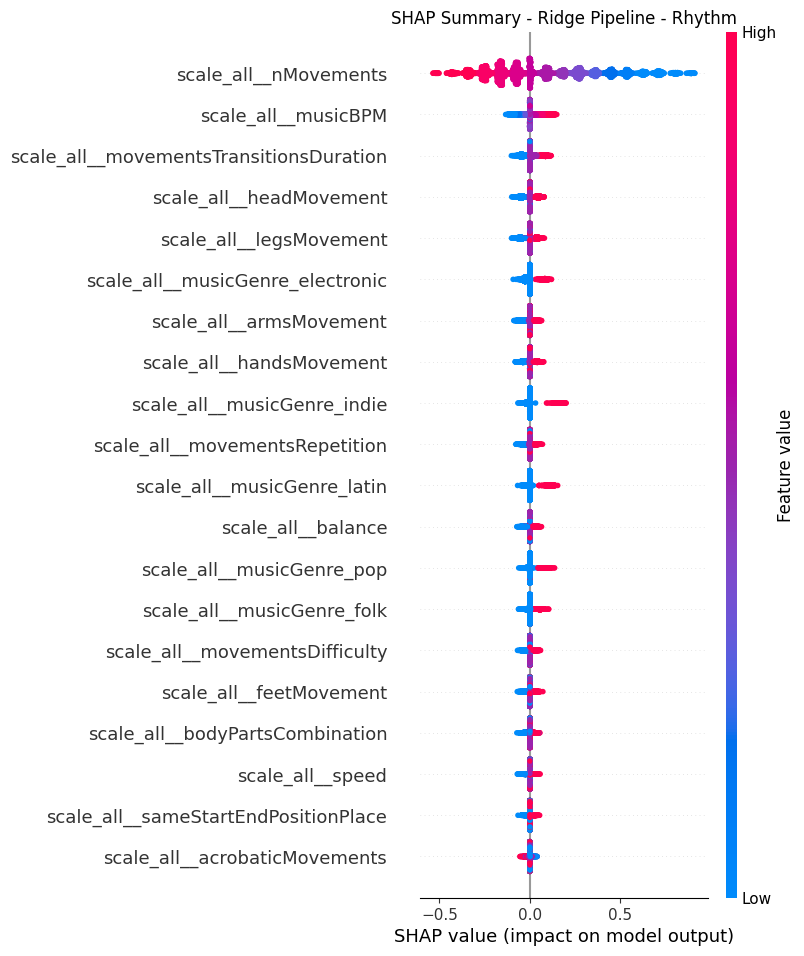 SHAP Summary - Ridge Pipeline - Rhythm
High
scale_all__nMovements
scale_all__musicBPM
scale_all__movementsTransitionsDuration
scale_all__headMovement
scale_all__legsMovement
scale_all__musicGenre_electronic
scale_all__armsMovement
scale_all__handsMovement
scale_all__musicGenre_indie
scale_all__movementsRepetition
scale_all__musicGenre_latin
scale_all__balance
scale_all__musicGenre_pop
scale_all__musicGenre_folk
scale_all__movementsDifficulty
scale_all__feetMovement
scale_all__bodyPartsCombination
scale_all__speed
scale_all__sameStartEndPositionPlace
scale_all__acrobaticMovements
Feature value
Low
−0.5 0.0 0.5
SHAP value (impact on model output)